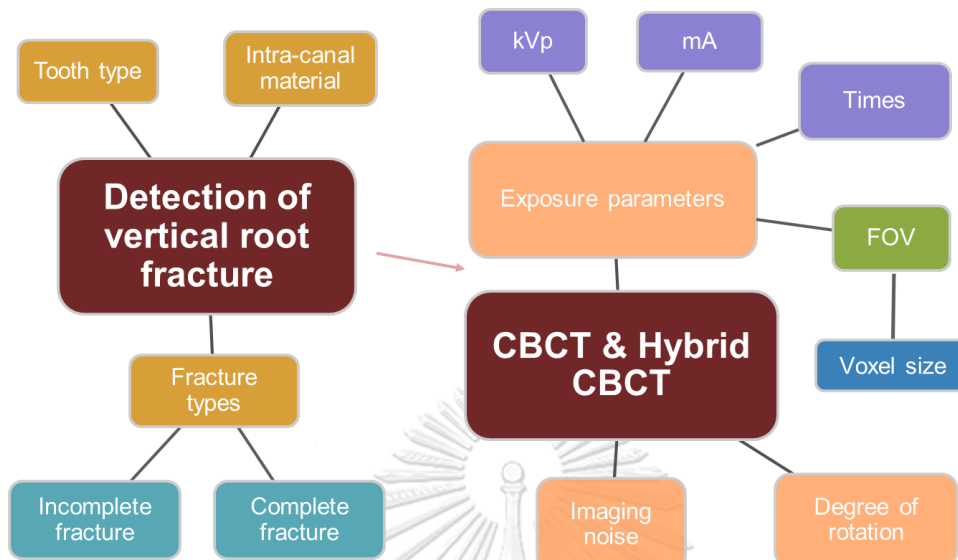 Tooth type
Intra-canal
material
Detection of
vertical root
fracture
Fracture
types
Incomplete
fracture
Complete
fracture
kVp
mA
Times
Exposure parameters
FOV
Voxel size
CBCT & Hybrid
CBCT
Imaging
noise
Degree of
rotation